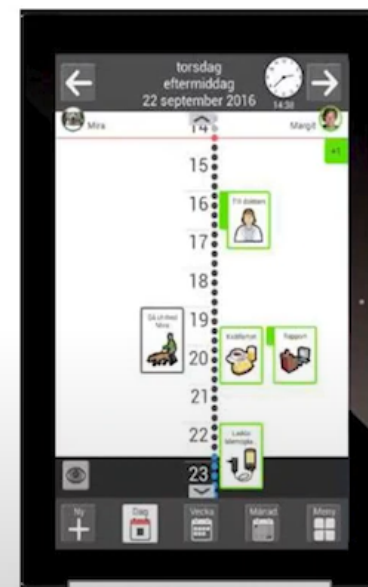 torsdag
eftermiddag
22 september 2016
14:38
Mira
Margit
14
+1
15
16
Till doktorn
17
18
19
Gå ut med
Mira
20
Rapport
21
22
Ladda
23
Ny
Dag
Vecka
Månad
Meny